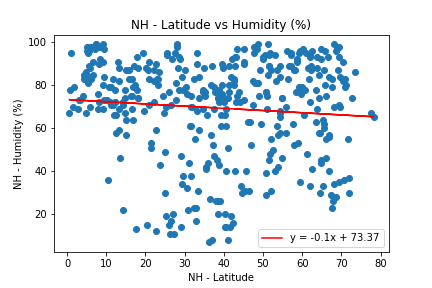 NH - Latitude vs Humidity (%)
100
80
60
40
20
NH - Humidity (%)
y = -0.1x + 73.37
0 10 20 30 40 50 60 70 80
NH - Latitude